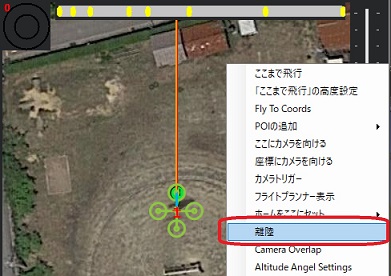 0
ここまで飛行
「ここまで飛行」の高度設定
Fly To Coords
POIの追加
ここにカメラを向ける
座標にカメラを向ける
カメラトリガー
フライトプランナー表示
ホームをここにセット
離陸
Camera Overlap
Altitude Angel Settings